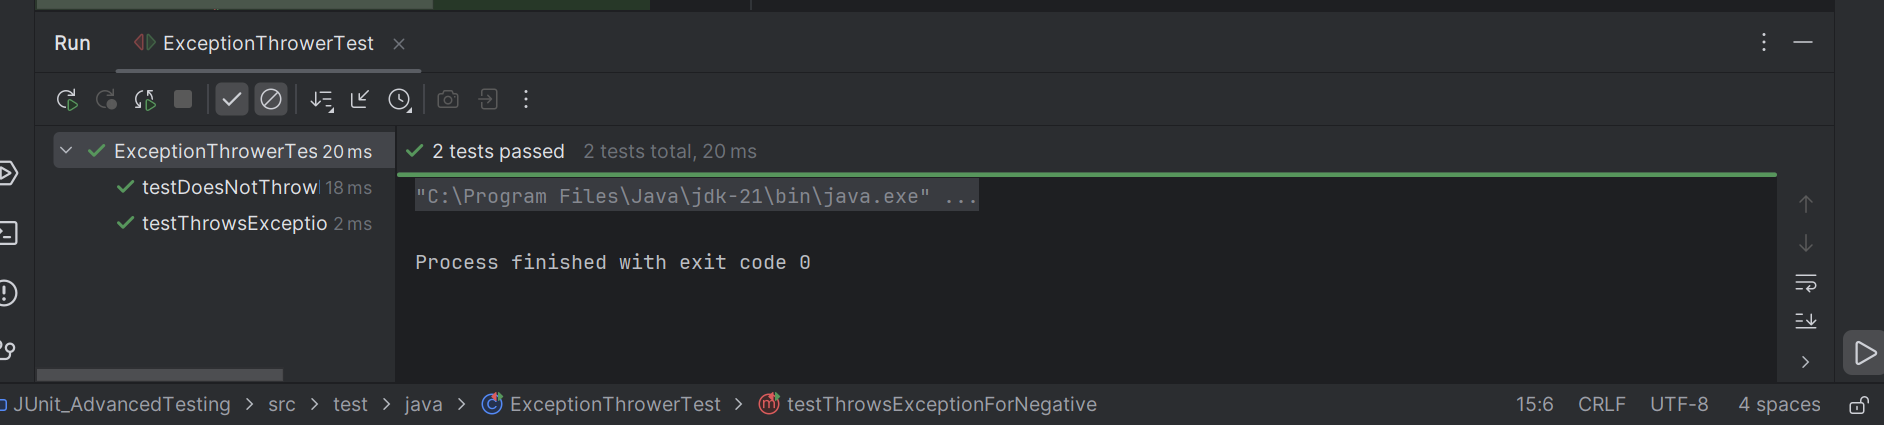 Run ExceptionThrowerTest
ExceptionThrowerTes 20 ms
2 tests passed 2 tests total, 20 ms
testDoesNotThrow 18 ms
"C:\Program Files\Java\jdk-21\bin\java.exe" ...
testThrowsExceptio 2 ms
Process finished with exit code 0
JUnit_AdvancedTesting > src > test > java > ExceptionThrowerTest > testThrowsExceptionForNegative 15:6 CRLF UTF-8 4 spaces